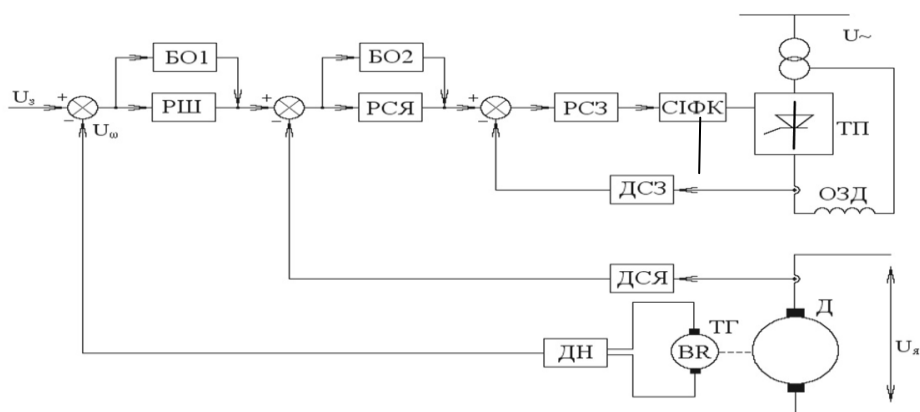 U~
БО1
БО2
Uз
+
РШ
+
РСЯ
+
РСЗ
СІФК
ТП
−
Uω
−
−
ДСЗ
ОЗД
ДСЯ
Д
ТГ
ДН
BR
Uя